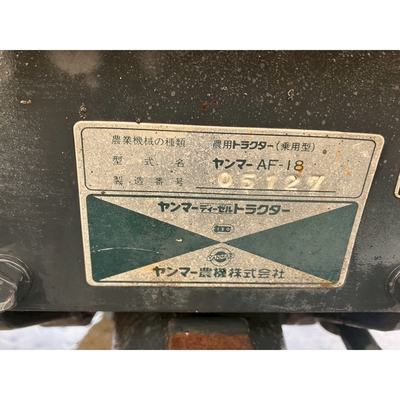 農業機械の種類 農用トラクター(乗用型)
型式名 ヤンマー AF-18
製造番号 05127
ヤンマーディーゼルトラクター
ヤンマー農機株式会社